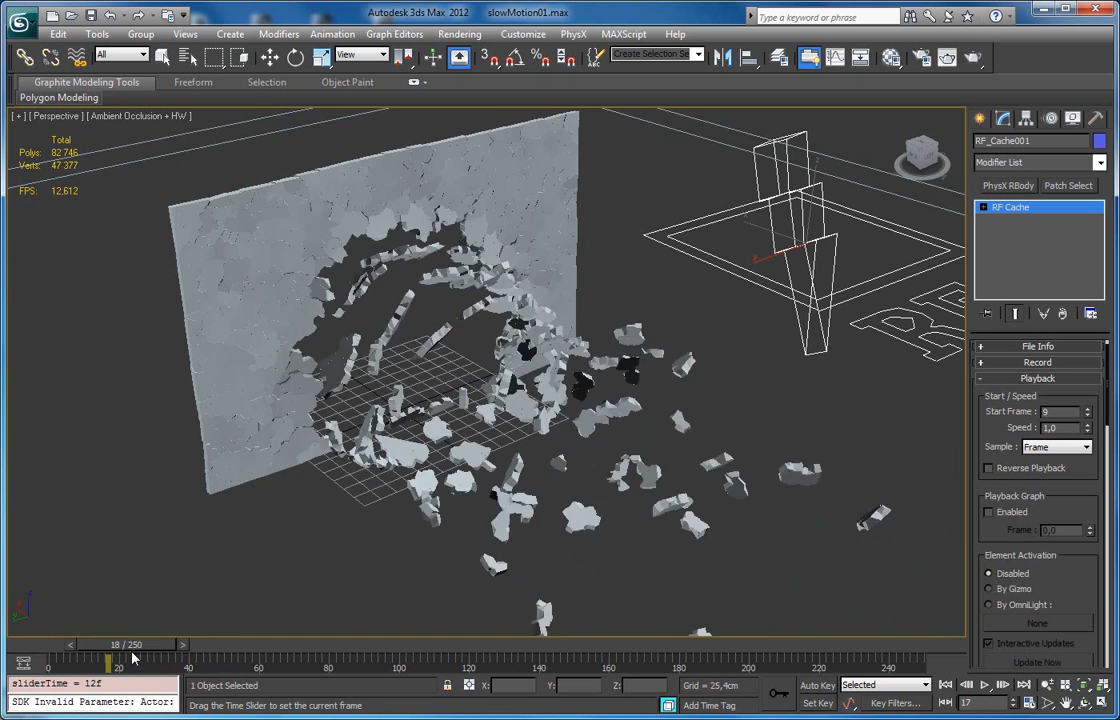 Autodesk 3ds Max 2012 slowMotion01.max
Type a keyword or phrase
Edit Tools Group Views Create Modifiers Animation Graph Editors Rendering Customize PhysX MAXScript Help
All
View
Create Selection Se
Graphite Modeling Tools Freeform Selection Object Paint
Polygon Modeling
[ + ] [ Perspective ] [ Ambient Occlusion + HW ]
Total
Polys: 82 746
Verts: 47 377
FPS: 12,612
RF_Cache001
Modifier List
PhysX RBody Patch Select
RF Cache
+ File Info
+ Record
- Playback
Start / Speed
Start Frame : 9
Speed : 1,0
Sample : Frame
Reverse Playback
Playback Graph
Enabled
Frame : 0,0
Element Activation
Disabled
By Gizmo
By OmniLight :
None
Interactive Updates
Update Now
< 18 / 250 >
0 20 40 60 80 100 120 140 160 180 200 220 240
sliderTime = 12f
SDK Invalid Parameter: Actor:
1 Object Selected
X: Y: Z:
Grid = 25,4cm
Auto Key Selected
Drag the Time Slider to set the current frame
Add Time Tag
Set Key Key Filters...
17